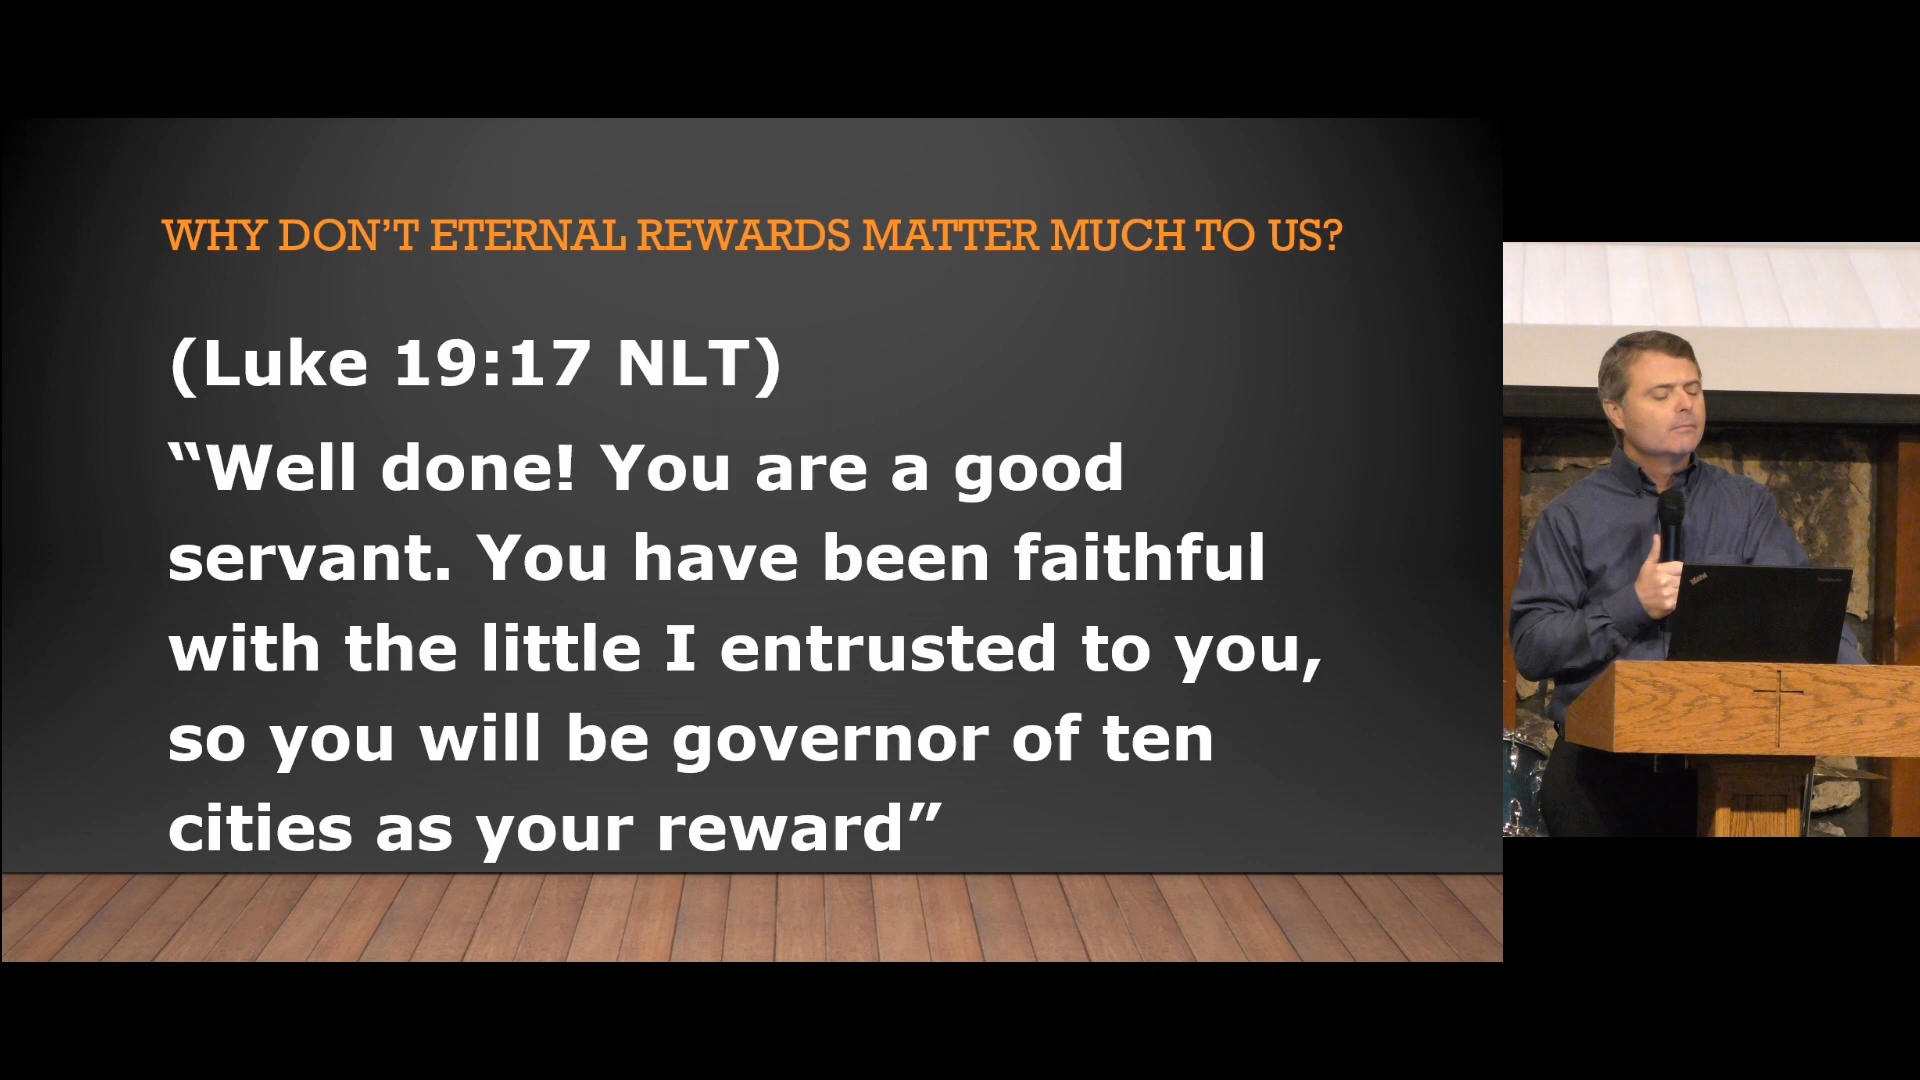 WHY DON’T ETERNAL REWARDS MATTER MUCH TO US?
(Luke 19:17 NLT)
“Well done! You are a good
servant. You have been faithful
with the little I entrusted to you,
so you will be governor of ten
cities as your reward”